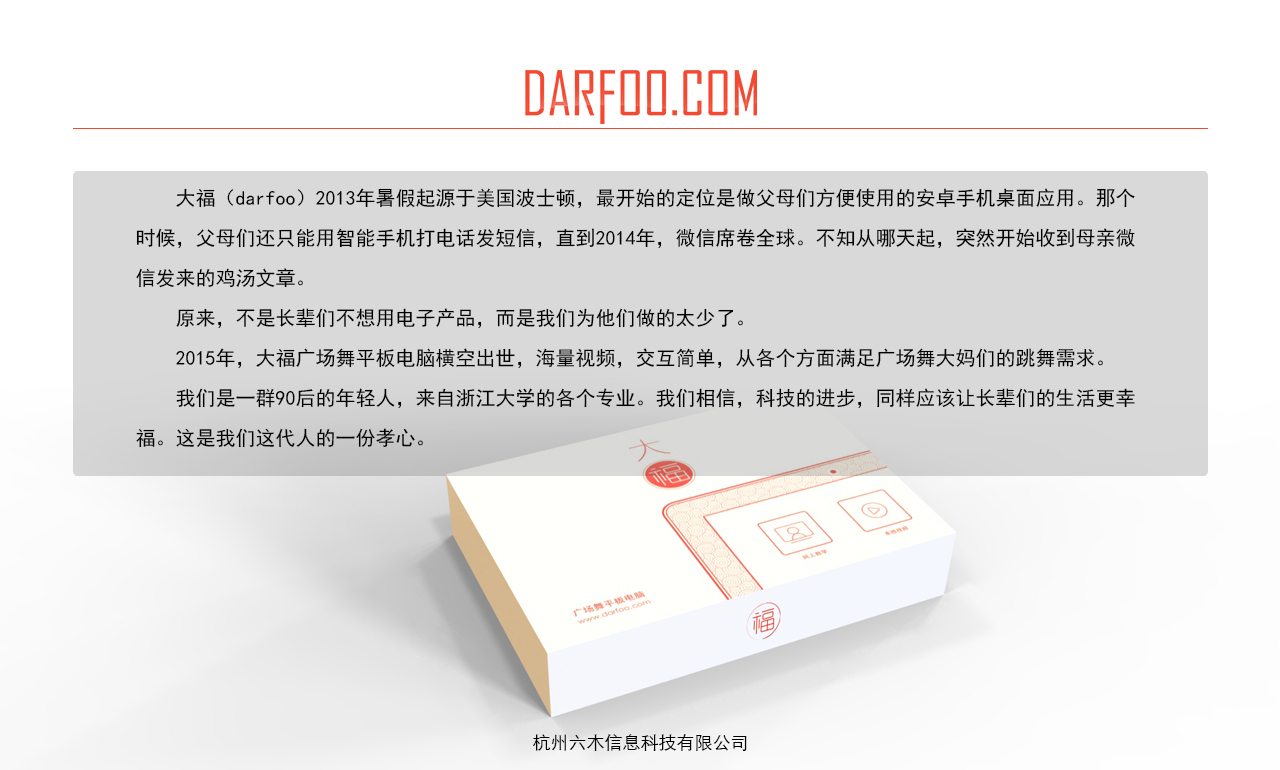 DARFOO.COM
大福（darfoo）2013年暑假起源于美国波士顿，最开始的定位是做父母们方便使用的安卓手机桌面应用。那个
时候，父母们还只能用智能手机打电话发短信，直到2014年，微信席卷全球。不知从哪天起，突然开始收到母亲微
信发来的鸡汤文章。
原来，不是长辈们不想用电子产品，而是我们为他们做的太少了。
2015年，大福广场舞平板电脑横空出世，海量视频，交互简单，从各个方面满足广场舞大妈们的跳舞需求。
我们是一群90后的年轻人，来自浙江大学的各个专业。我们相信，科技的进步，同样应该让长辈们的生活更幸
福。这是我们这代人的一份孝心。
大
福
广场舞平板电脑
www.darfoo.com
福
杭州六木信息科技有限公司